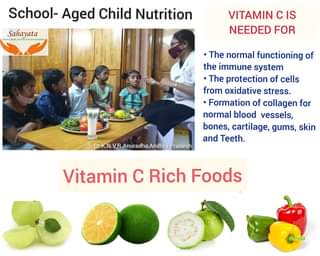 School- Aged Child Nutrition
Sahayata
VITAMIN C IS
NEEDED FOR
• The normal functioning of
the immune system
• The protection of cells
from oxidative stress.
• Formation of collagen for
normal blood vessels,
bones, cartilage, gums, skin
and Teeth.
Dr.K.N.V.R.Anuradha,Andhra Pradesh
Vitamin C Rich Foods